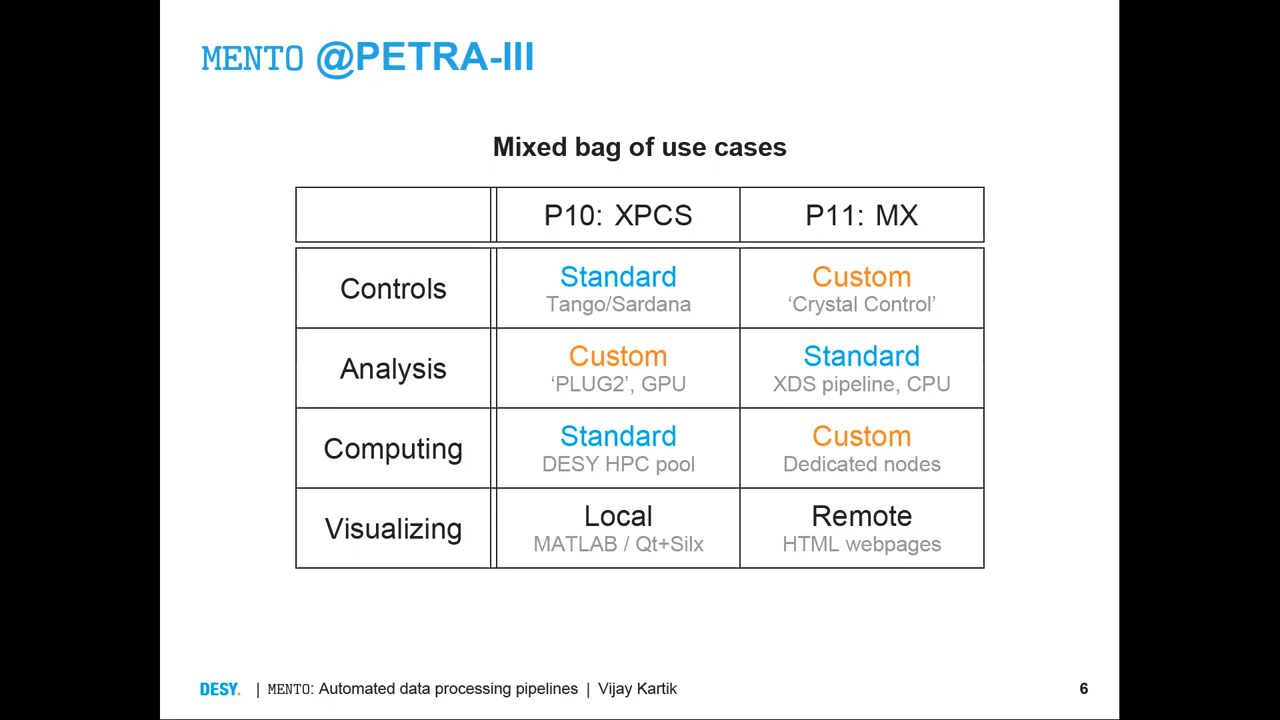 MENTO @PETRA-III
Mixed bag of use cases
P10: XPCS P11: MX
Controls Standard Custom
Tango/Sardana ‘Crystal Control’
Analysis Custom Standard
‘PLUG2’, GPU XDS pipeline, CPU
Computing Standard Custom
DESY HPC pool Dedicated nodes
Visualizing Local Remote
MATLAB / Qt+Silx HTML webpages
DESY. | MENTO: Automated data processing pipelines | Vijay Kartik 6